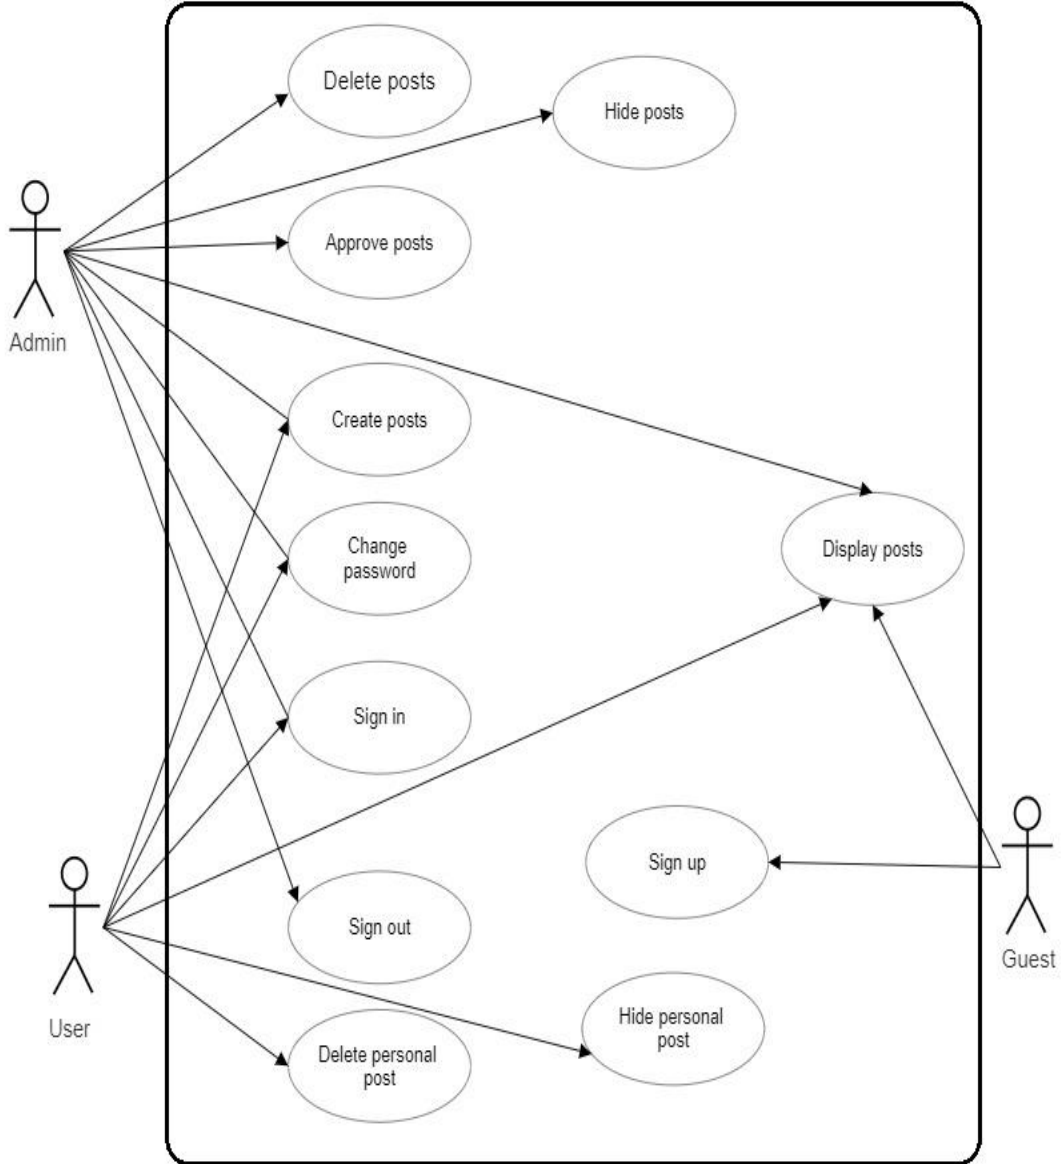 Delete posts
Hide posts
Approve posts
Admin
Create posts
Change
password
Display posts
Sign in
Sign up
Sign out
Guest
User
Hide personal
post
Delete personal
post